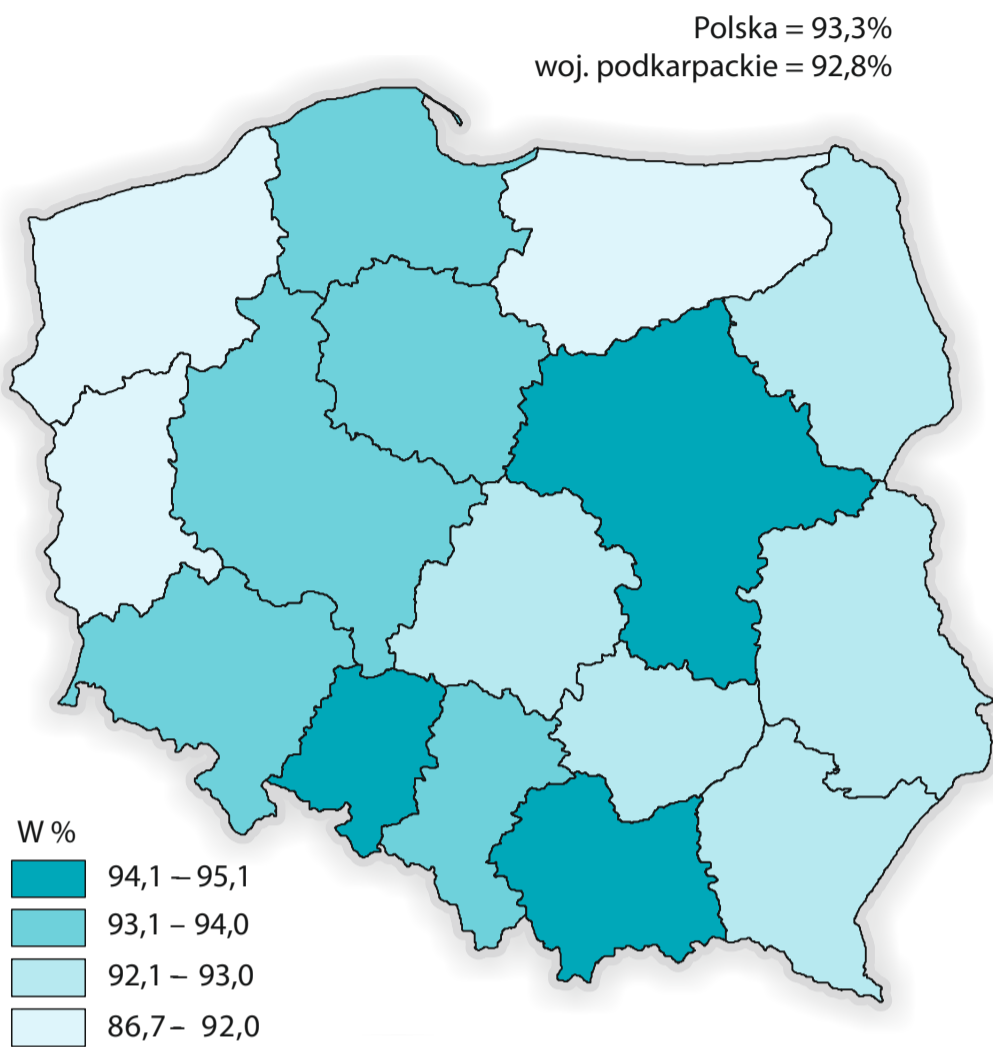 Polska = 93,3%
woj. podkarpackie = 92,8%
W %
94,1 – 95,1
93,1 – 94,0
92,1 – 93,0
86,7 – 92,0